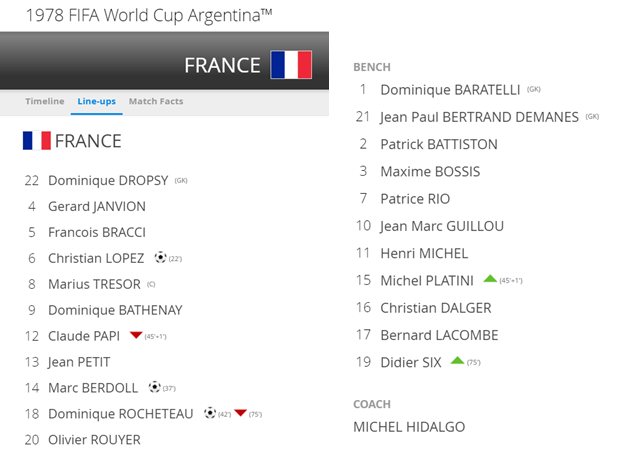 1978 FIFA World Cup Argentina™
FRANCE
Timeline Line-ups Match Facts
FRANCE
22 Dominique DROPSY (GK)
4 Gerard JANVION
5 Francois BRACCI
6 Christian LOPEZ (22')
8 Marius TRESOR (C)
9 Dominique BATHENAY
12 Claude PAPI (45'+1')
13 Jean PETIT
14 Marc BERDOLL (37')
18 Dominique ROCHETEAU (42') (75')
20 Olivier ROUYER
BENCH
1 Dominique BARATELLI (GK)
21 Jean Paul BERTRAND DEMANES (GK)
2 Patrick BATTISTON
3 Maxime BOSSIS
7 Patrice RIO
10 Jean Marc GUILLOU
11 Henri MICHEL
15 Michel PLATINI (45'+1')
16 Christian DALGER
17 Bernard LACOMBE
19 Didier SIX (75')
COACH
MICHEL HIDALGO